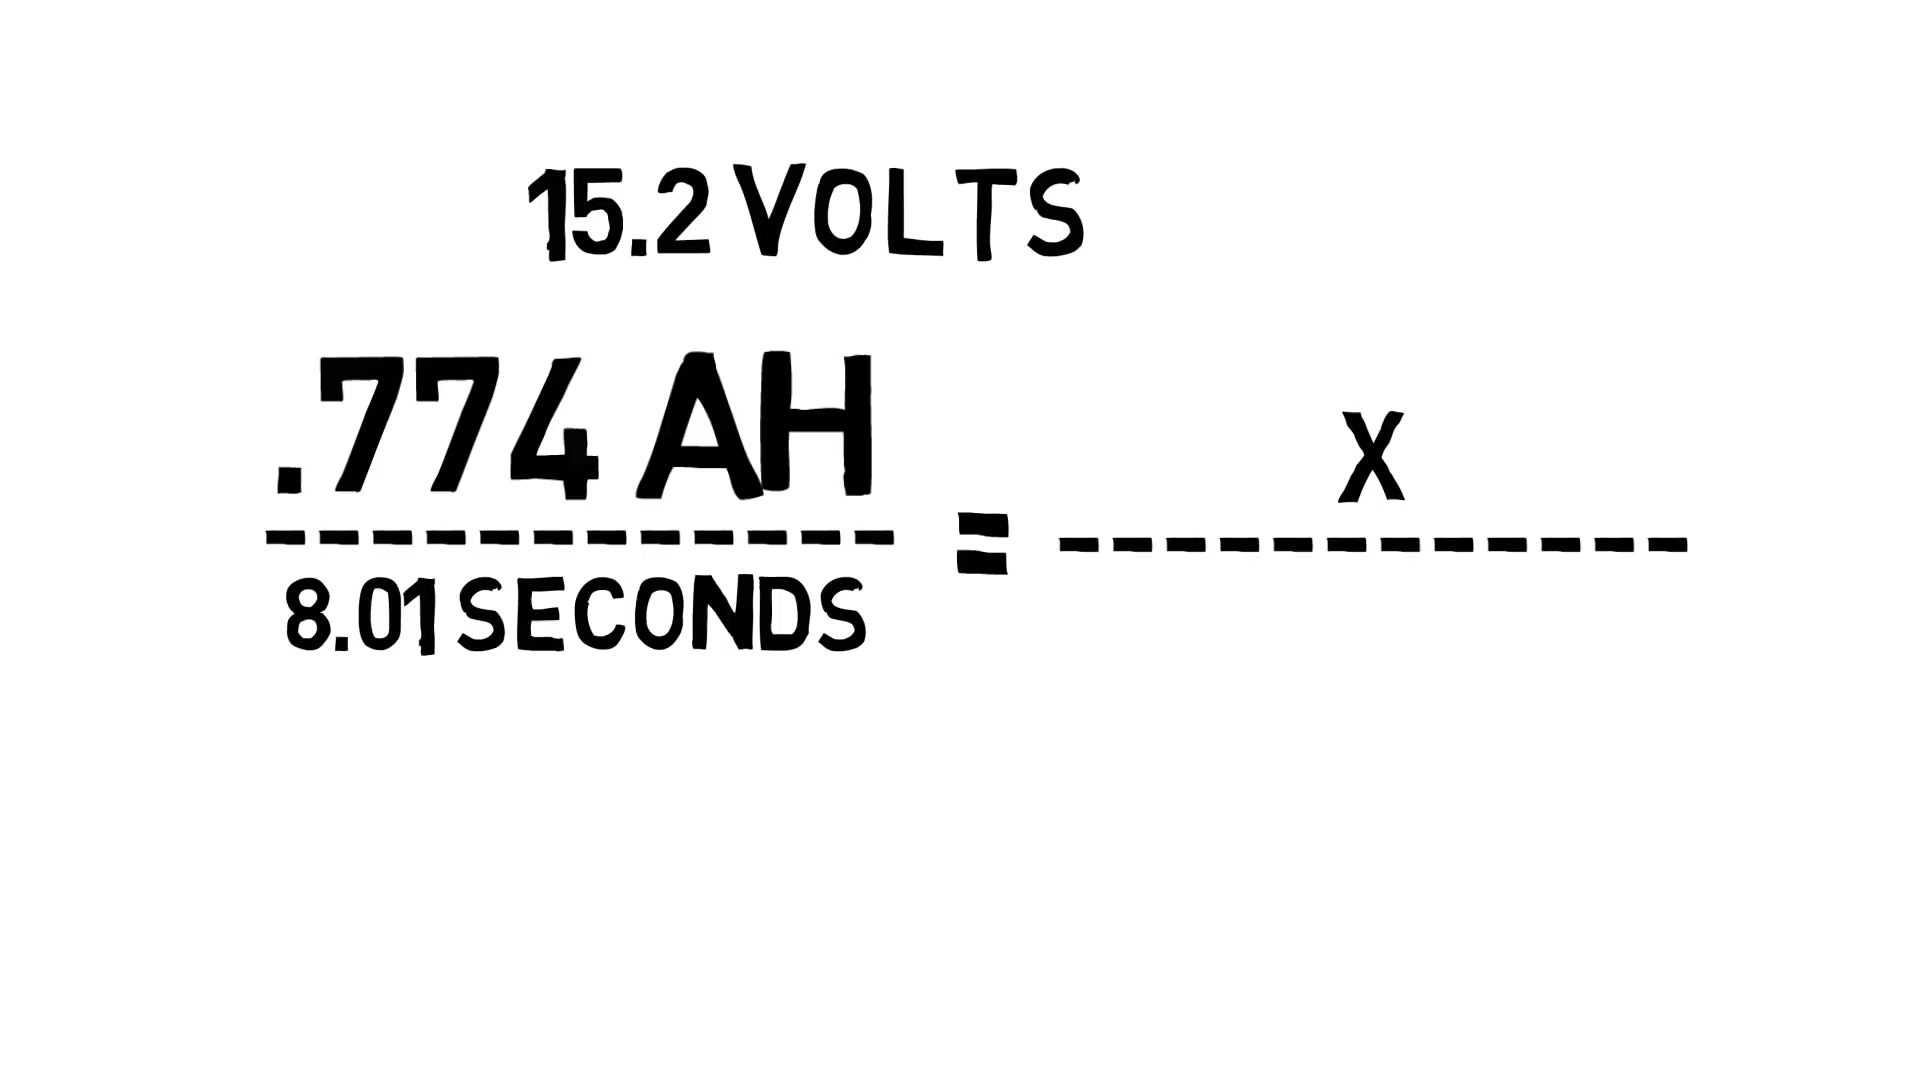 15.2 VOLTS
.774 AH
8.01 SECONDS
=
X